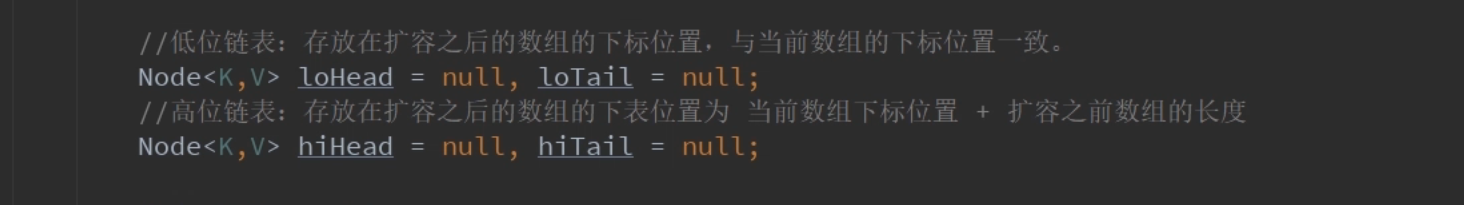 //低位链表：存放在扩容之后的数组的下标位置，与当前数组的下标位置一致。
Node<K,V> loHead = null, loTail = null;
//高位链表：存放在扩容之后的数组的下表位置为 当前数组下标位置 + 扩容之前数组的长度
Node<K,V> hiHead = null, hiTail = null;